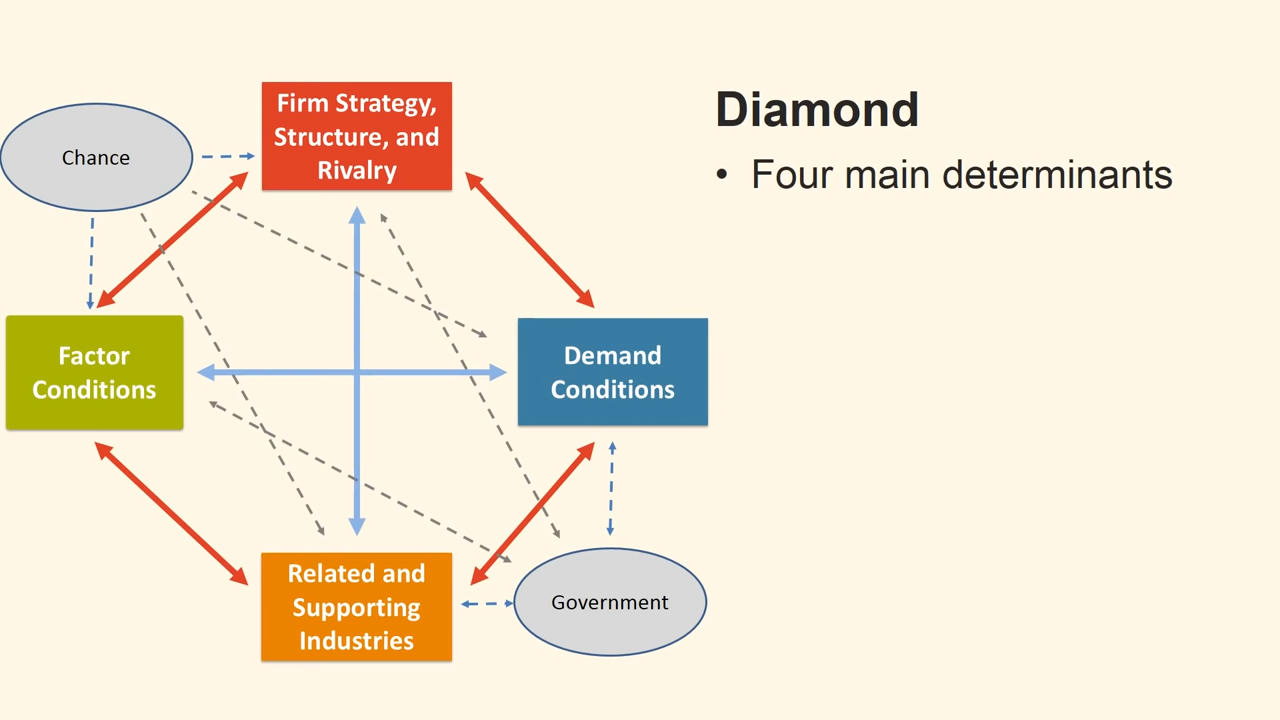 Chance
Firm Strategy,
Structure, and
Rivalry
Factor
Conditions
Demand
Conditions
Related and
Supporting
Industries
Government
Diamond
• Four main determinants